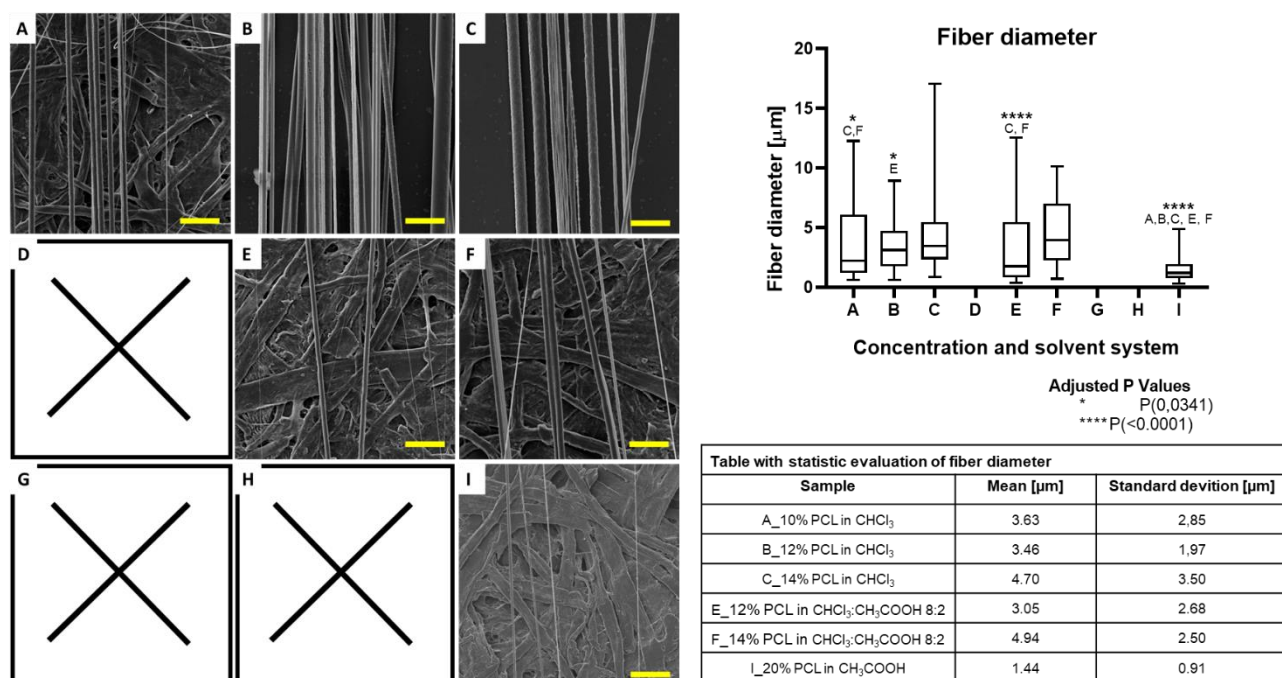 A
B
C
D
E
F
G
H
I
Fiber diameter
Fiber diameter [µm]
20
15
10
5
0
*
C,F
*
E
****
C, F
****
A,B,C, E, F
A B C D E F G H I
Concentration and solvent system
Adjusted P Values
* P(0,0341)
****P(<0.0001)
Table with statistic evaluation of fiber diameter
Sample Mean [µm] Standard devition [µm]
A_10% PCL in CHCl₃ 3.63 2,85
B_12% PCL in CHCl₃ 3.46 1,97
C_14% PCL in CHCl₃ 4.70 3.50
E_12% PCL in CHCl₃:CH₃COOH 8:2 3.05 2.68
F_14% PCL in CHCl₃:CH₃COOH 8:2 4.94 2.50
I_20% PCL in CH₃COOH 1.44 0.91